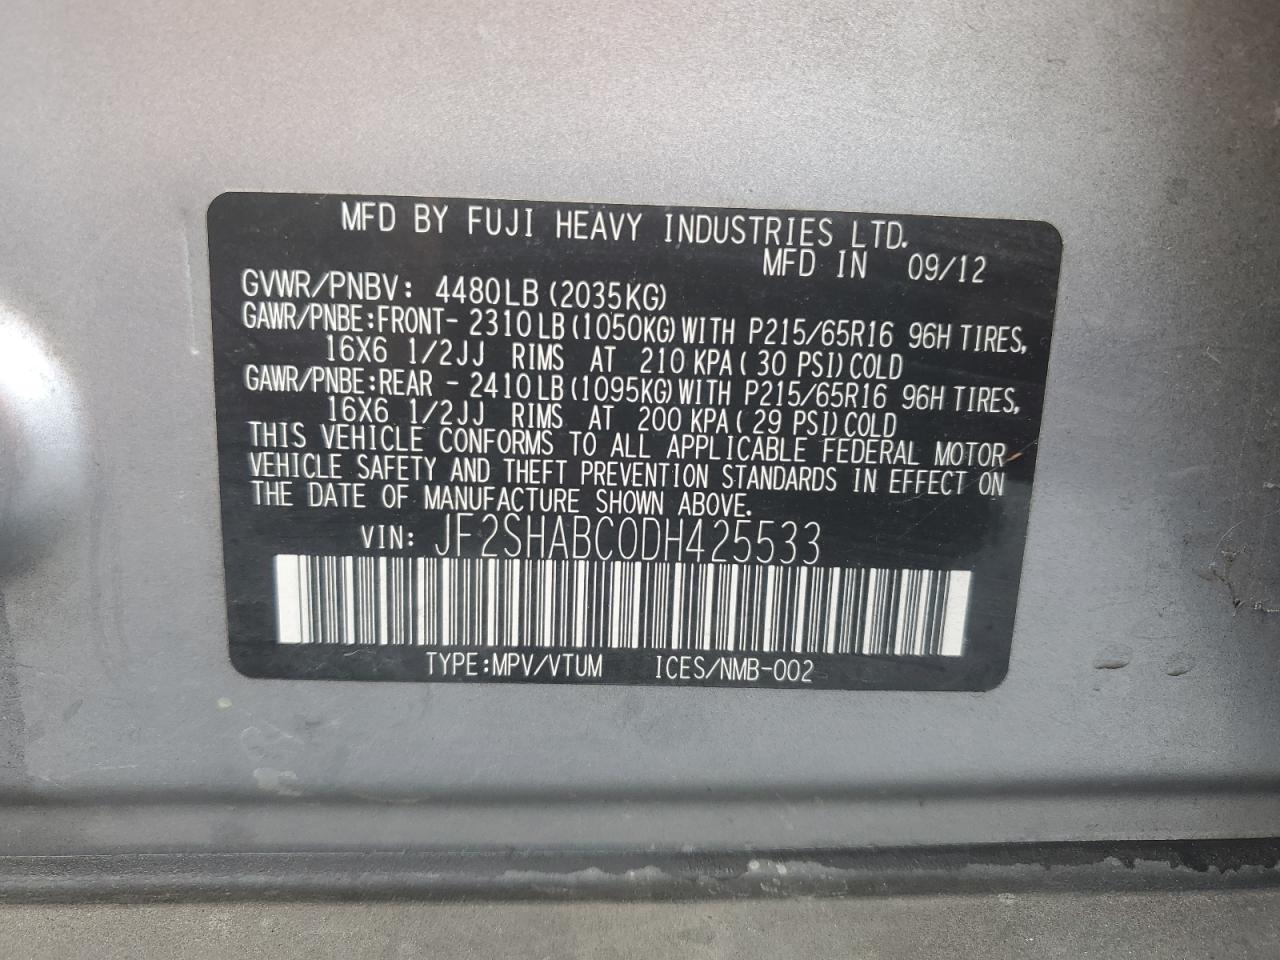 MFD BY FUJI HEAVY INDUSTRIES LTD.
MFD IN 09/12
GVWR/PNBV: 4480LB (2035KG)
GAWR/PNBE:FRONT- 2310LB (1050KG) WITH P215/65R16 96H TIRES,
16X6 1/2JJ RIMS AT 210 KPA ( 30 PSI) COLD
GAWR/PNBE:REAR - 2410LB (1095KG) WITH P215/65R16 96H TIRES,
16X6 1/2JJ RIMS AT 200 KPA ( 29 PSI) COLD
THIS VEHICLE CONFORMS TO ALL APPLICABLE FEDERAL MOTOR
VEHICLE SAFETY AND THEFT PREVENTION STANDARDS IN EFFECT ON
THE DATE OF MANUFACTURE SHOWN ABOVE.
VIN: JF2SHABC0DH425533
TYPE:MPV/VTUM ICES/NMB-002